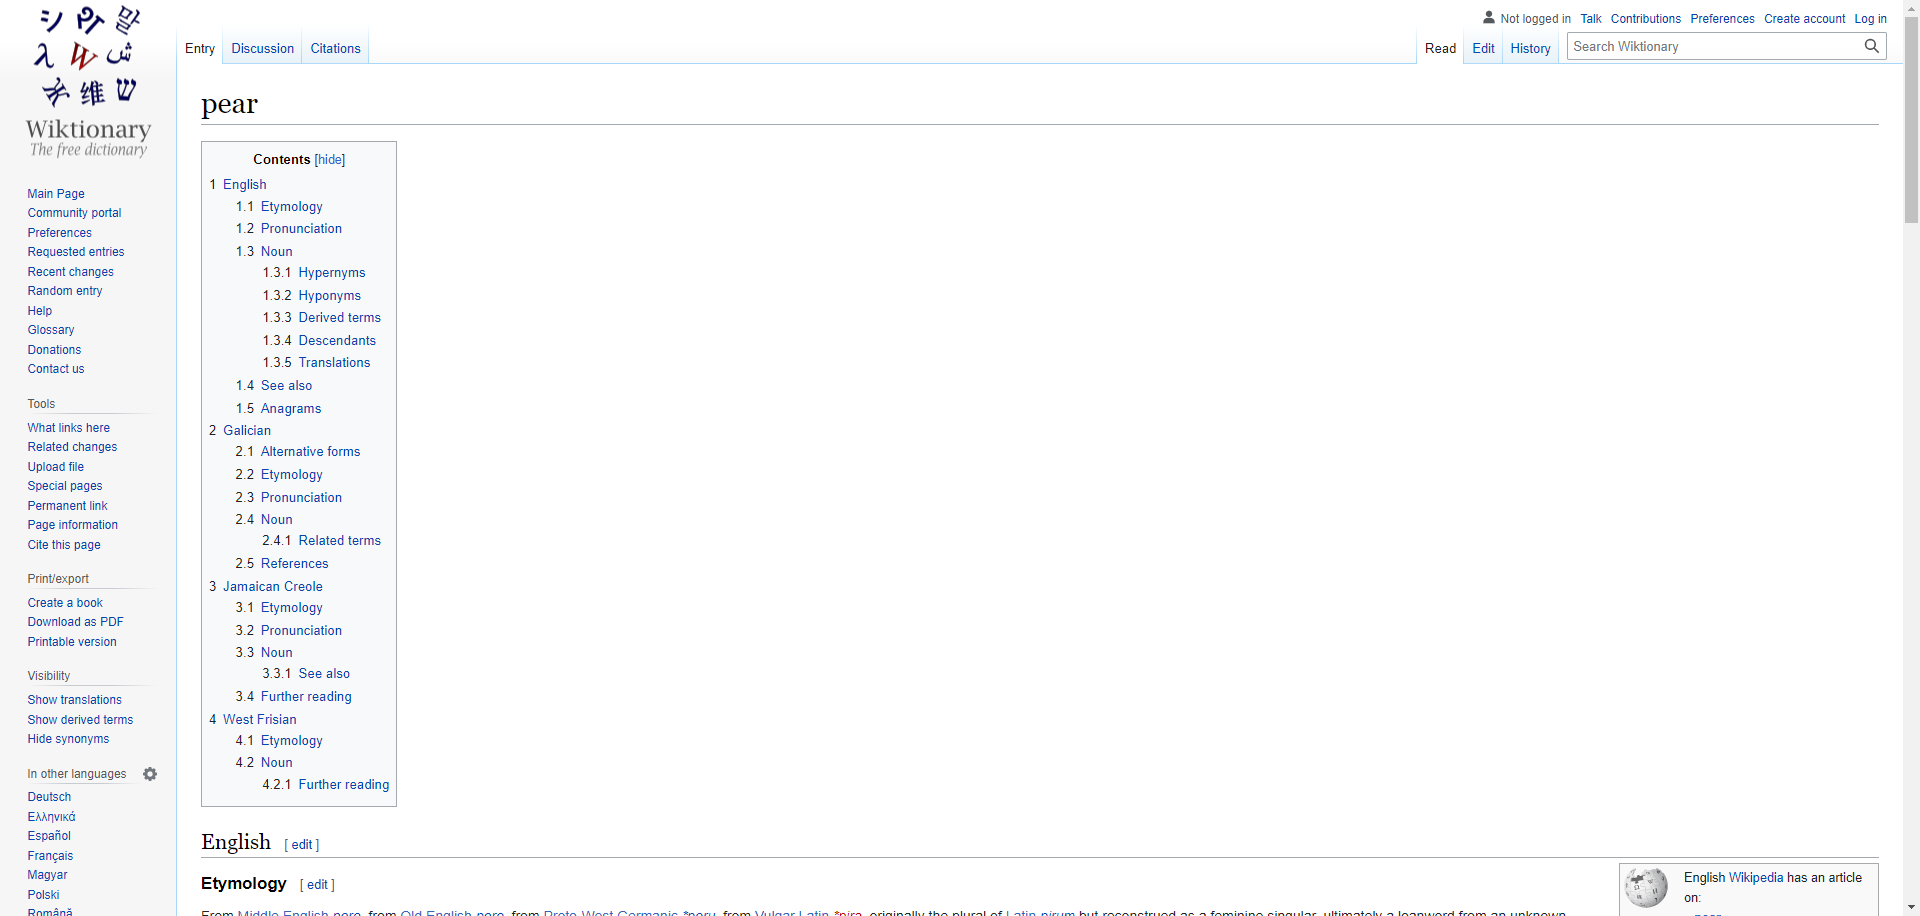 Not logged in Talk Contributions Preferences Create account Log in
Entry Discussion Citations
Read Edit History Search Wiktionary
シ 말
λ W ش
维 ש
Wiktionary
The free dictionary
Main Page
Community portal
Preferences
Requested entries
Recent changes
Random entry
Help
Glossary
Donations
Contact us
Tools
What links here
Related changes
Upload file
Special pages
Permanent link
Page information
Cite this page
Print/export
Create a book
Download as PDF
Printable version
Visibility
Show translations
Show derived terms
Hide synonyms
In other languages
Deutsch
Ελληνικά
Español
Français
Magyar
Polski
Română
pear
Contents [hide]
1 English
1.1 Etymology
1.2 Pronunciation
1.3 Noun
1.3.1 Hypernyms
1.3.2 Hyponyms
1.3.3 Derived terms
1.3.4 Descendants
1.3.5 Translations
1.4 See also
1.5 Anagrams
2 Galician
2.1 Alternative forms
2.2 Etymology
2.3 Pronunciation
2.4 Noun
2.4.1 Related terms
2.5 References
3 Jamaican Creole
3.1 Etymology
3.2 Pronunciation
3.3 Noun
3.3.1 See also
3.4 Further reading
4 West Frisian
4.1 Etymology
4.2 Noun
4.2.1 Further reading
English [ edit ]
Etymology [ edit ]
From Middle English pere, from Old English pere, from Proto-West Germanic *peru, from Vulgar Latin *pira, originally the plural of Latin pirum but reconstrued as a feminine singular, ultimately a loanword from an unknown
English Wikipedia has an article
on:
pear